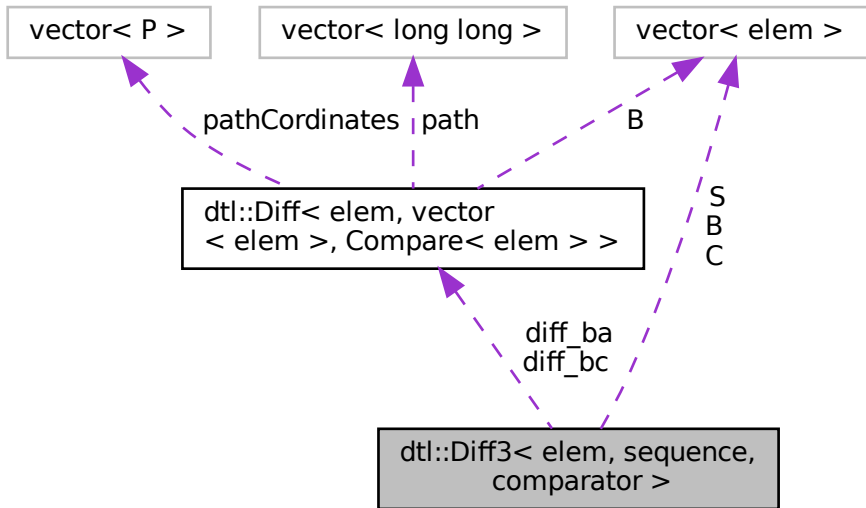 vector< P >
vector< long long >
vector< elem >
pathCordinates
path
B
dtl::Diff< elem, vector
< elem >, Compare< elem > >
S
B
C
diff_ba
diff_bc
dtl::Diff3< elem, sequence,
comparator >